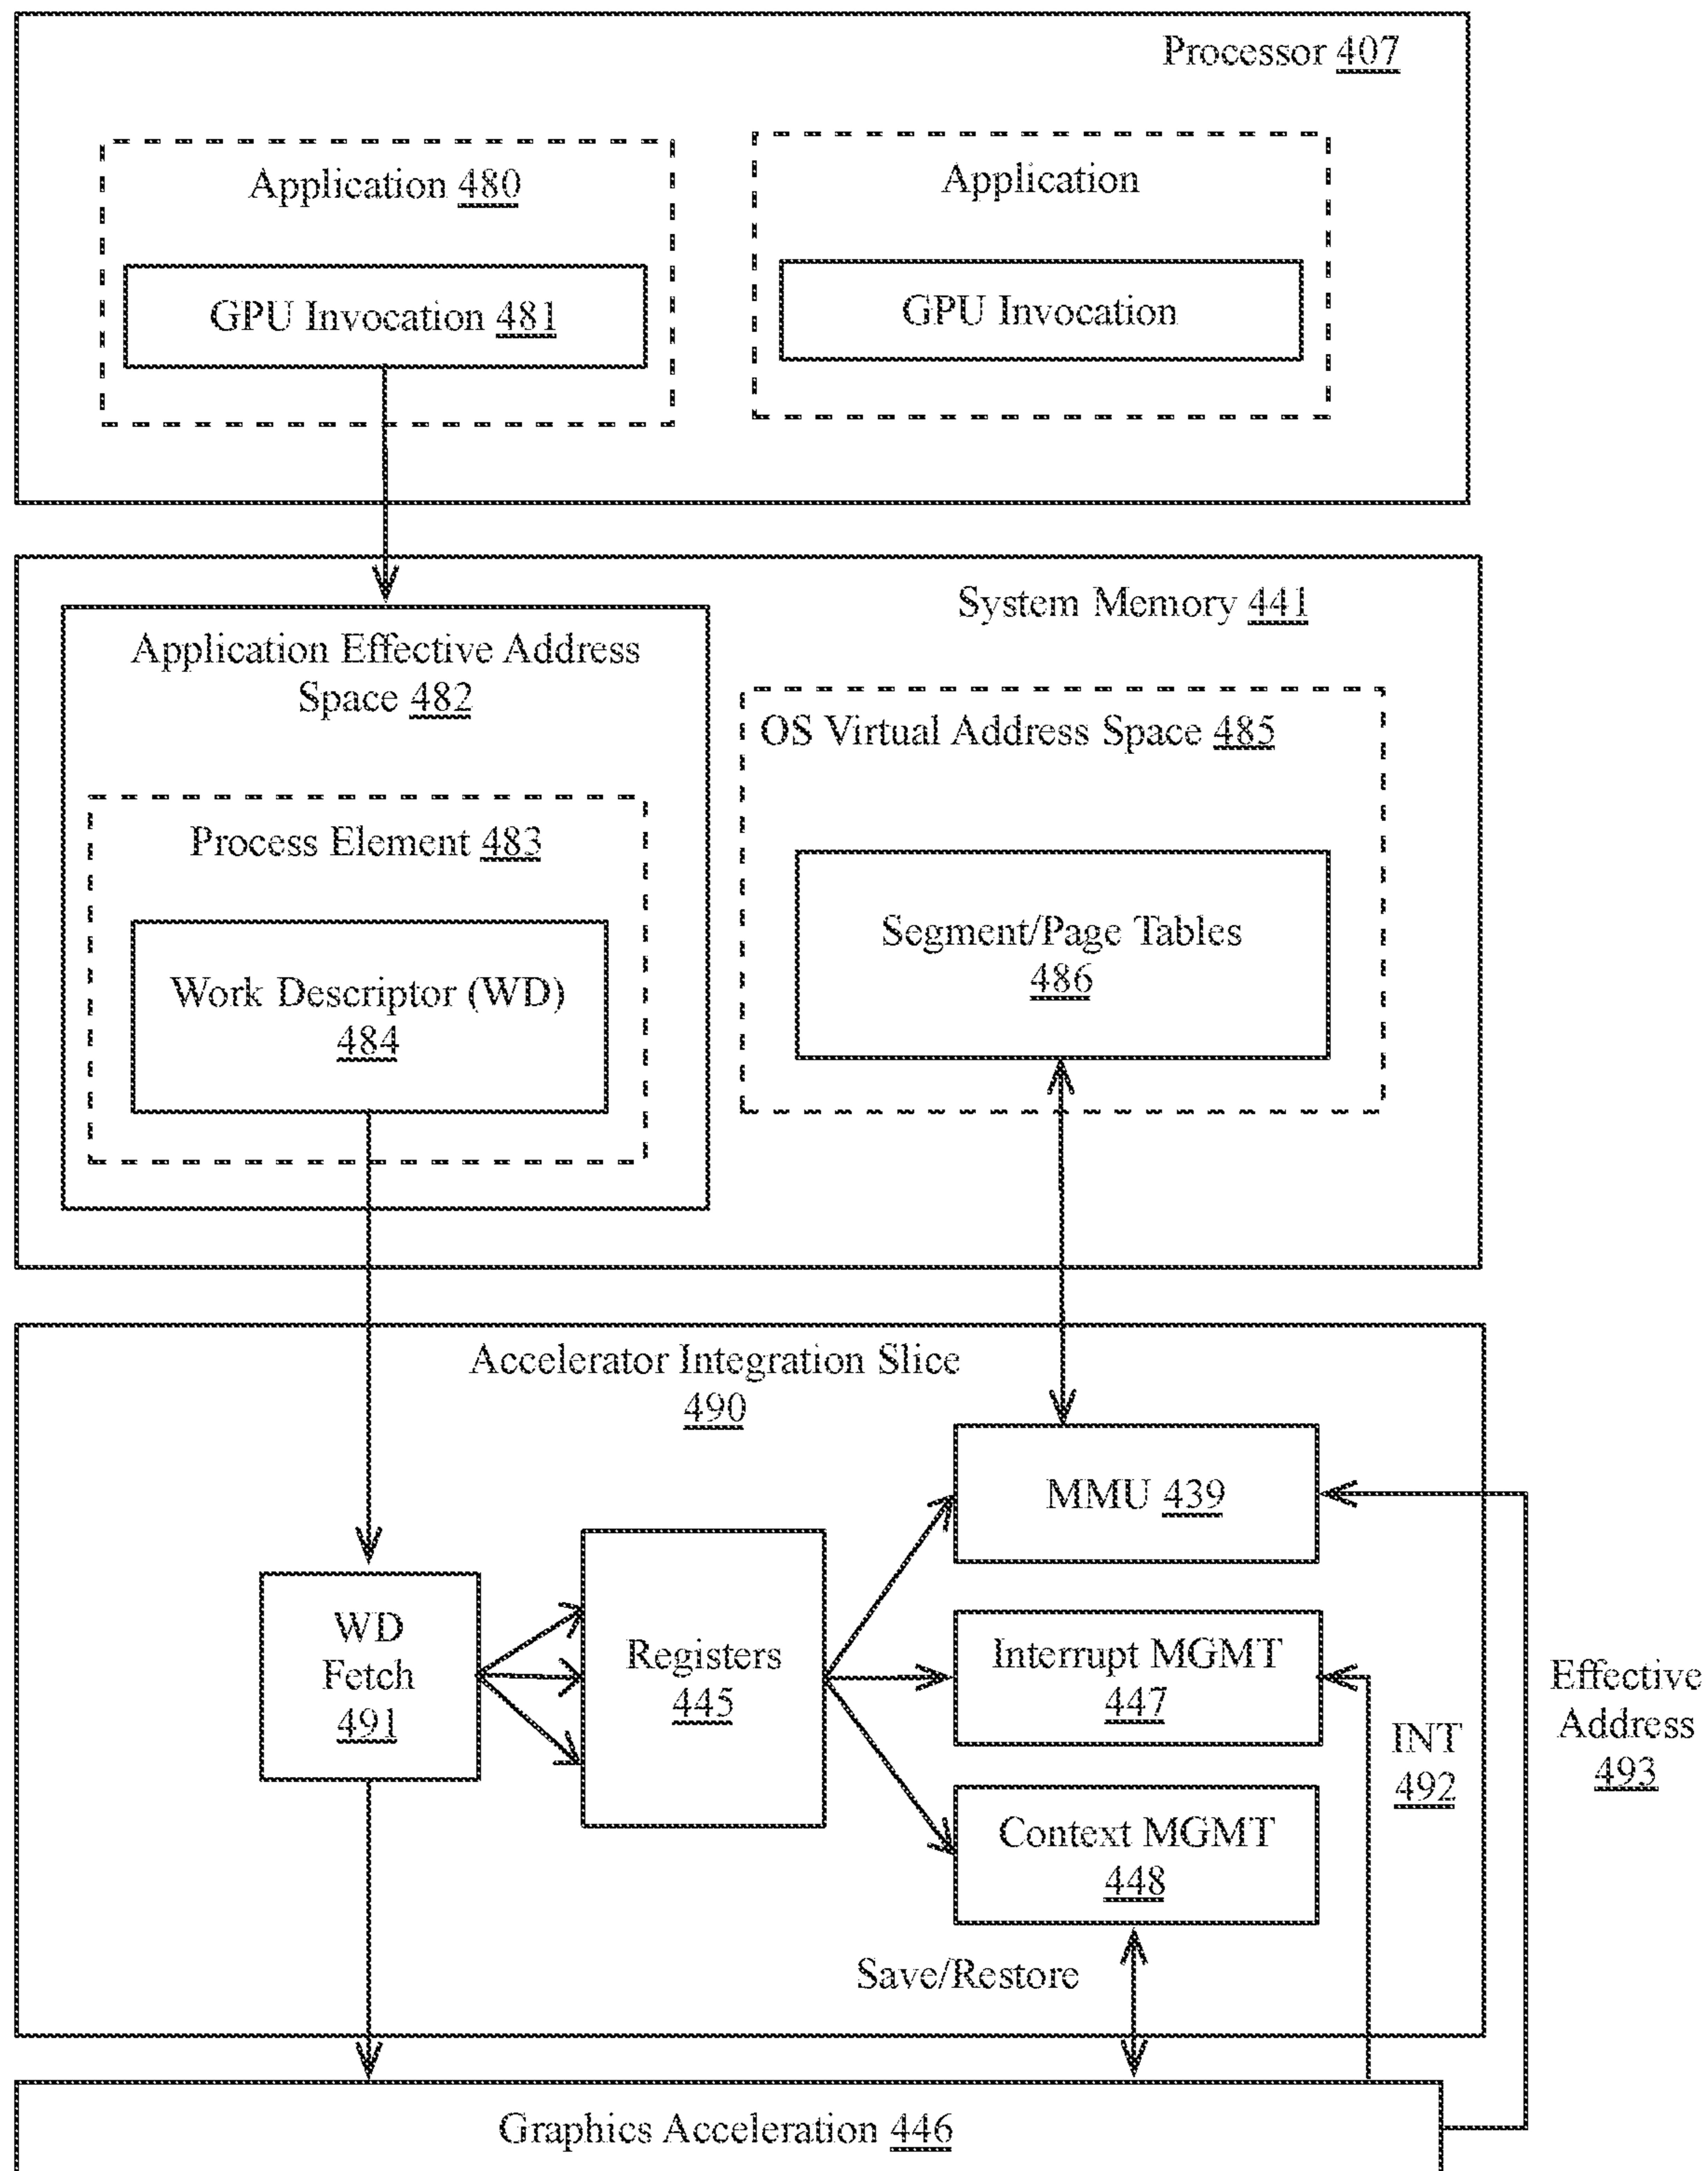 Processor 407
Application 480
GPU Invocation 481
Application
GPU Invocation
System Memory 441
Application Effective Address
Space 482
Process Element 483
Work Descriptor (WD)
484
OS Virtual Address Space 485
Segment/Page Tables
486
Accelerator Integration Slice
490
WD
Fetch
491
Registers
445
MMU 439
Interrupt MGMT
447
Context MGMT
448
Save/Restore
INT
492
Effective
Address
493
Graphics Acceleration 446